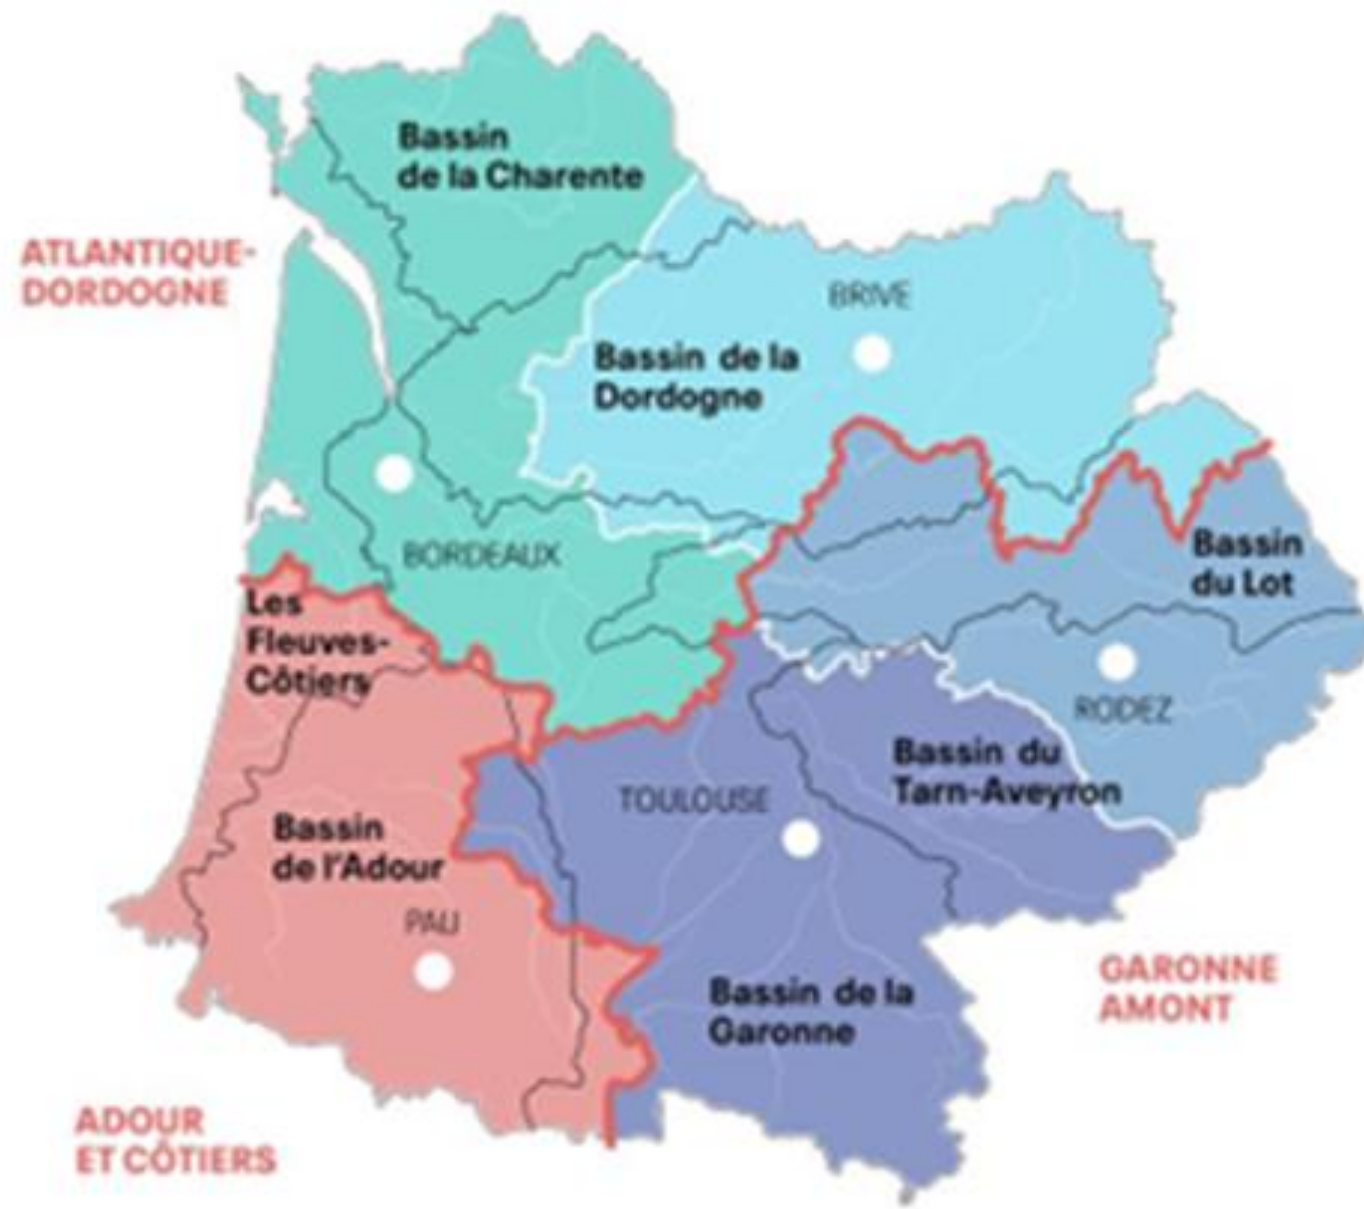 Bassin
de la Charente
ATLANTIQUE-
DORDOGNE
BRIVE
Bassin de la
Dordogne
Bassin
du Lot
BORDEAUX
Les
Fleuves-
Côtiers
RODEZ
Bassin du
Tarn-Aveyron
TOULOUSE
Bassin
de l'Adour
PAU
GARONNE
AMONT
Bassin de la
Garonne
ADOUR
ET CÔTIERS